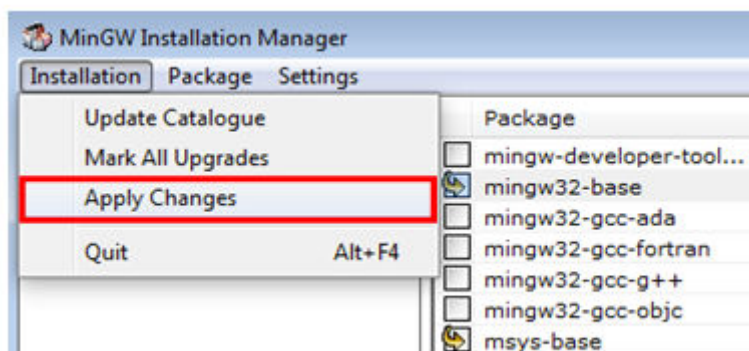 MinGW Installation Manager
Installation Package Settings
Update Catalogue
Mark All Upgrades
Apply Changes
Quit Alt+F4
Package
mingw-developer-tool...
mingw32-base
mingw32-gcc-ada
mingw32-gcc-fortran
mingw32-gcc-g++
mingw32-gcc-objc
msys-base